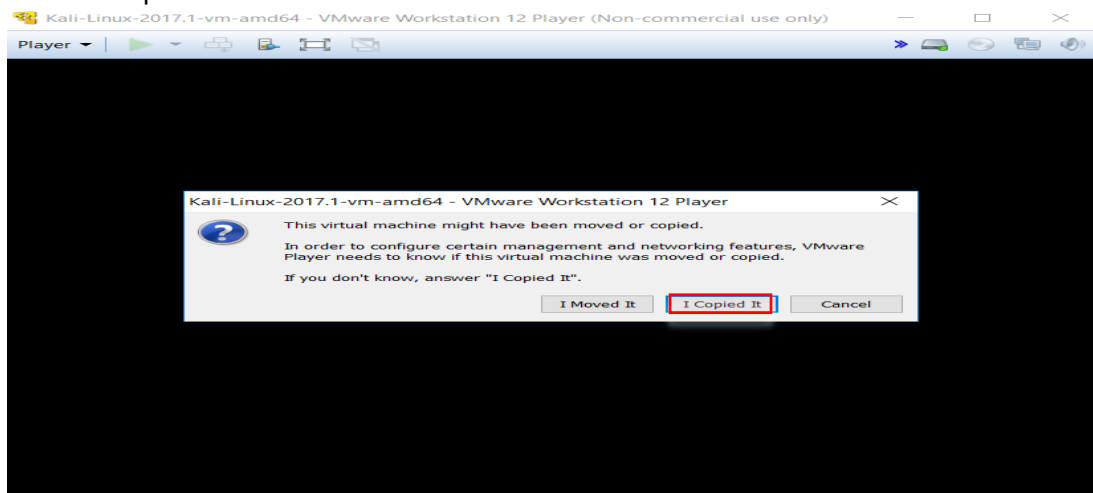 Kali-Linux-2017.1-vm-amd64 - VMware Workstation 12 Player (Non-commercial use only)
Player
Kali-Linux-2017.1-vm-amd64 - VMware Workstation 12 Player
This virtual machine might have been moved or copied.
In order to configure certain management and networking features, VMware
Player needs to know if this virtual machine was moved or copied.
If you don't know, answer "I Copied It".
I Moved It I Copied It Cancel